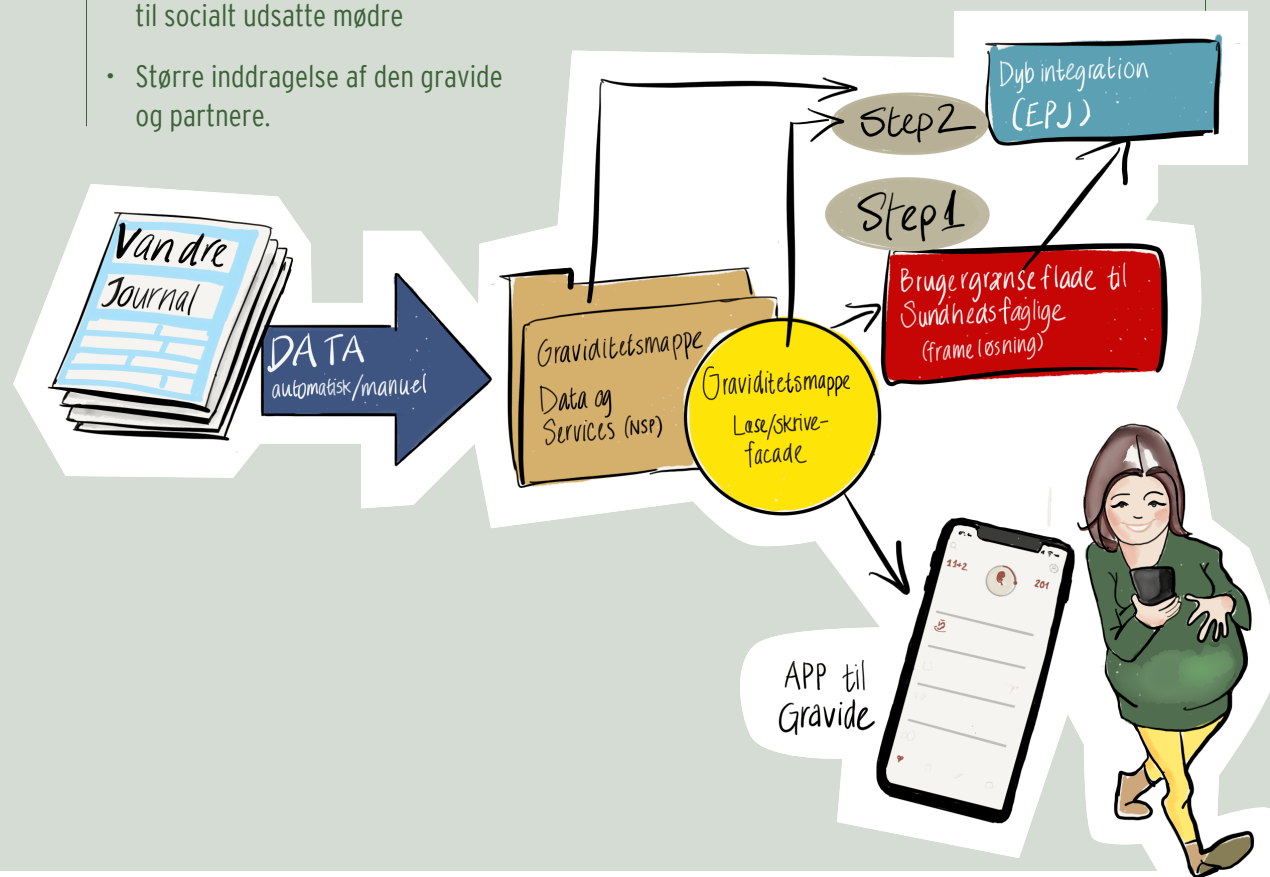 til socialt udsatte mødre
• Større inddragelse af den gravide
og partnere.
Dyb integration
(EPJ)
Step2
Step1
Vandre
Journal
DATA
automatisk/manuel
Graviditetsmappe
Data og
Services (NSP)
Graviditetsmappe
Læse/skrive-
facade
Brugergrænseflade til
Sundhedsfaglige
(frame løsning)
11+2
201
APP til
Gravide